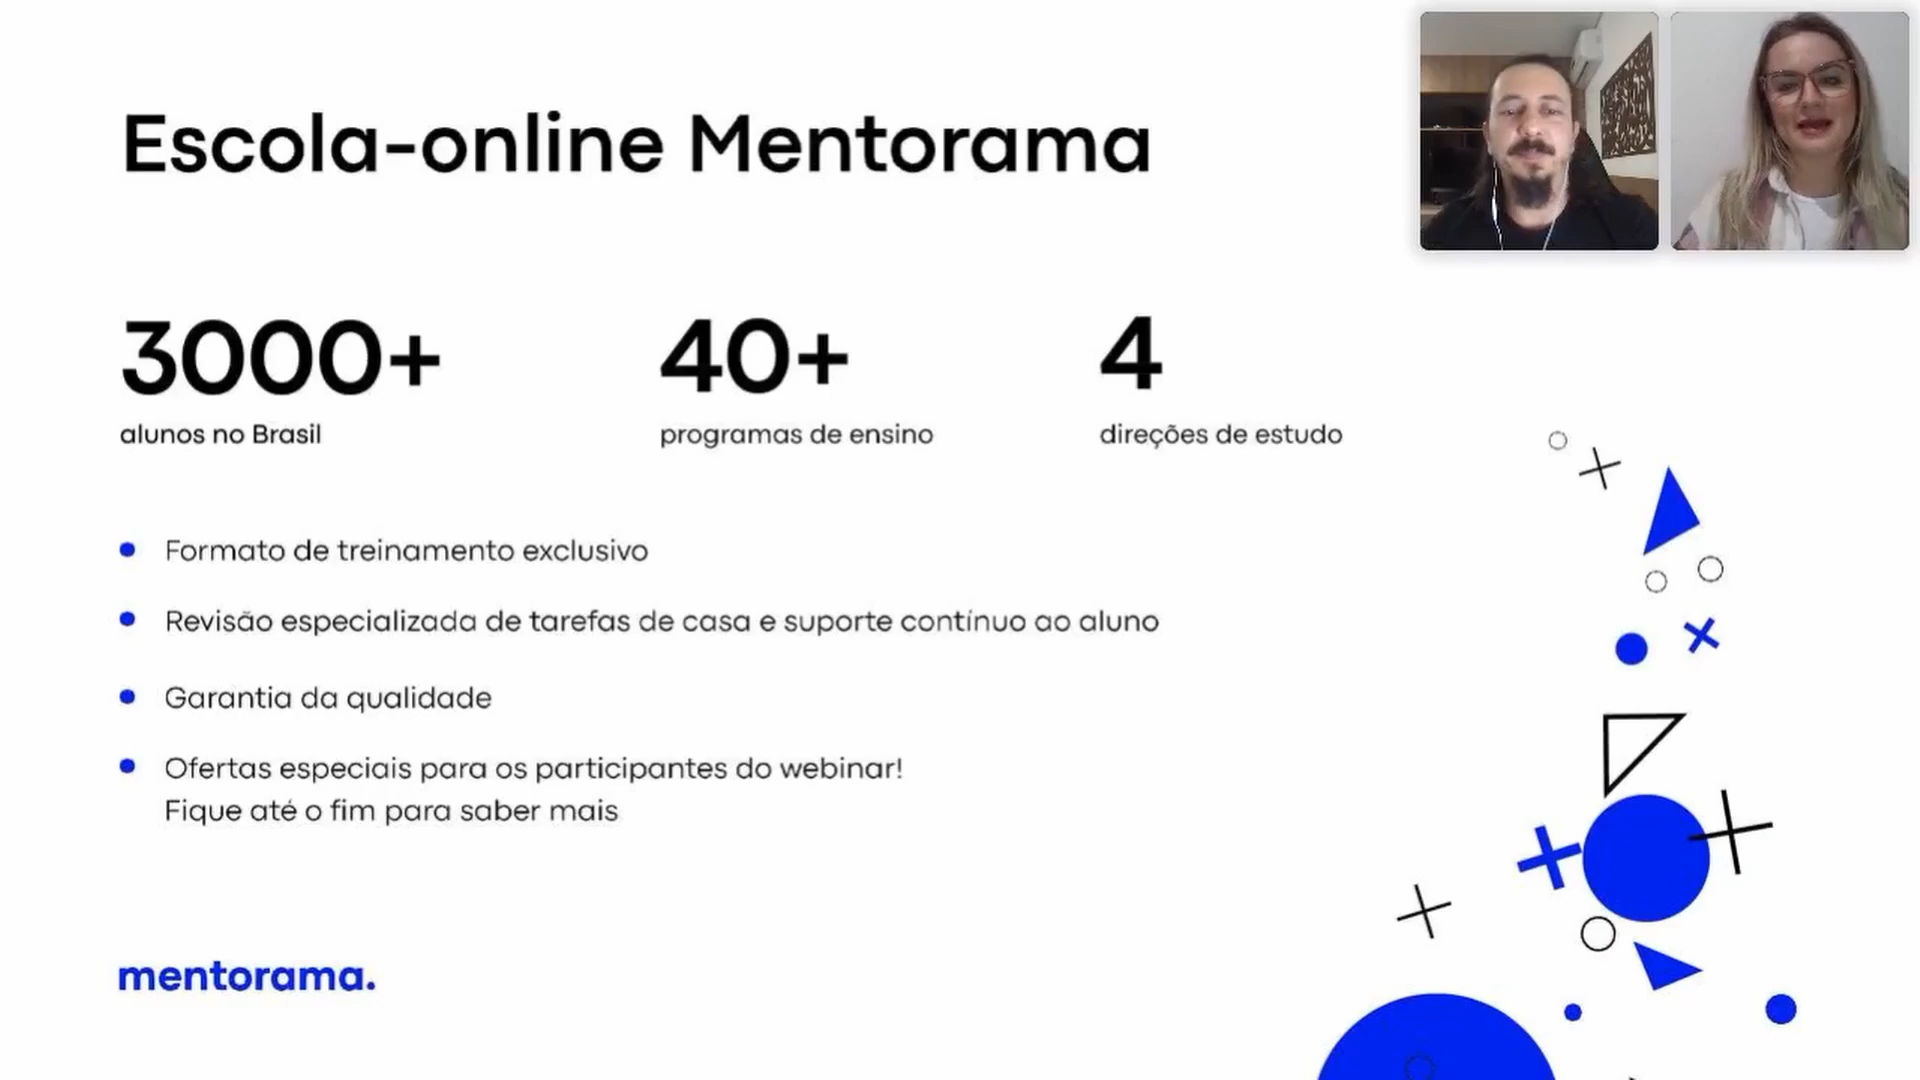 Escola-online Mentorama
3000+
alunos no Brasil
40+
programas de ensino
4
direções de estudo
Formato de treinamento exclusivo
Revisão especializada de tarefas de casa e suporte contínuo ao aluno
Garantia da qualidade
Ofertas especiais para os participantes do webinar!
Fique até o fim para saber mais
mentorama.